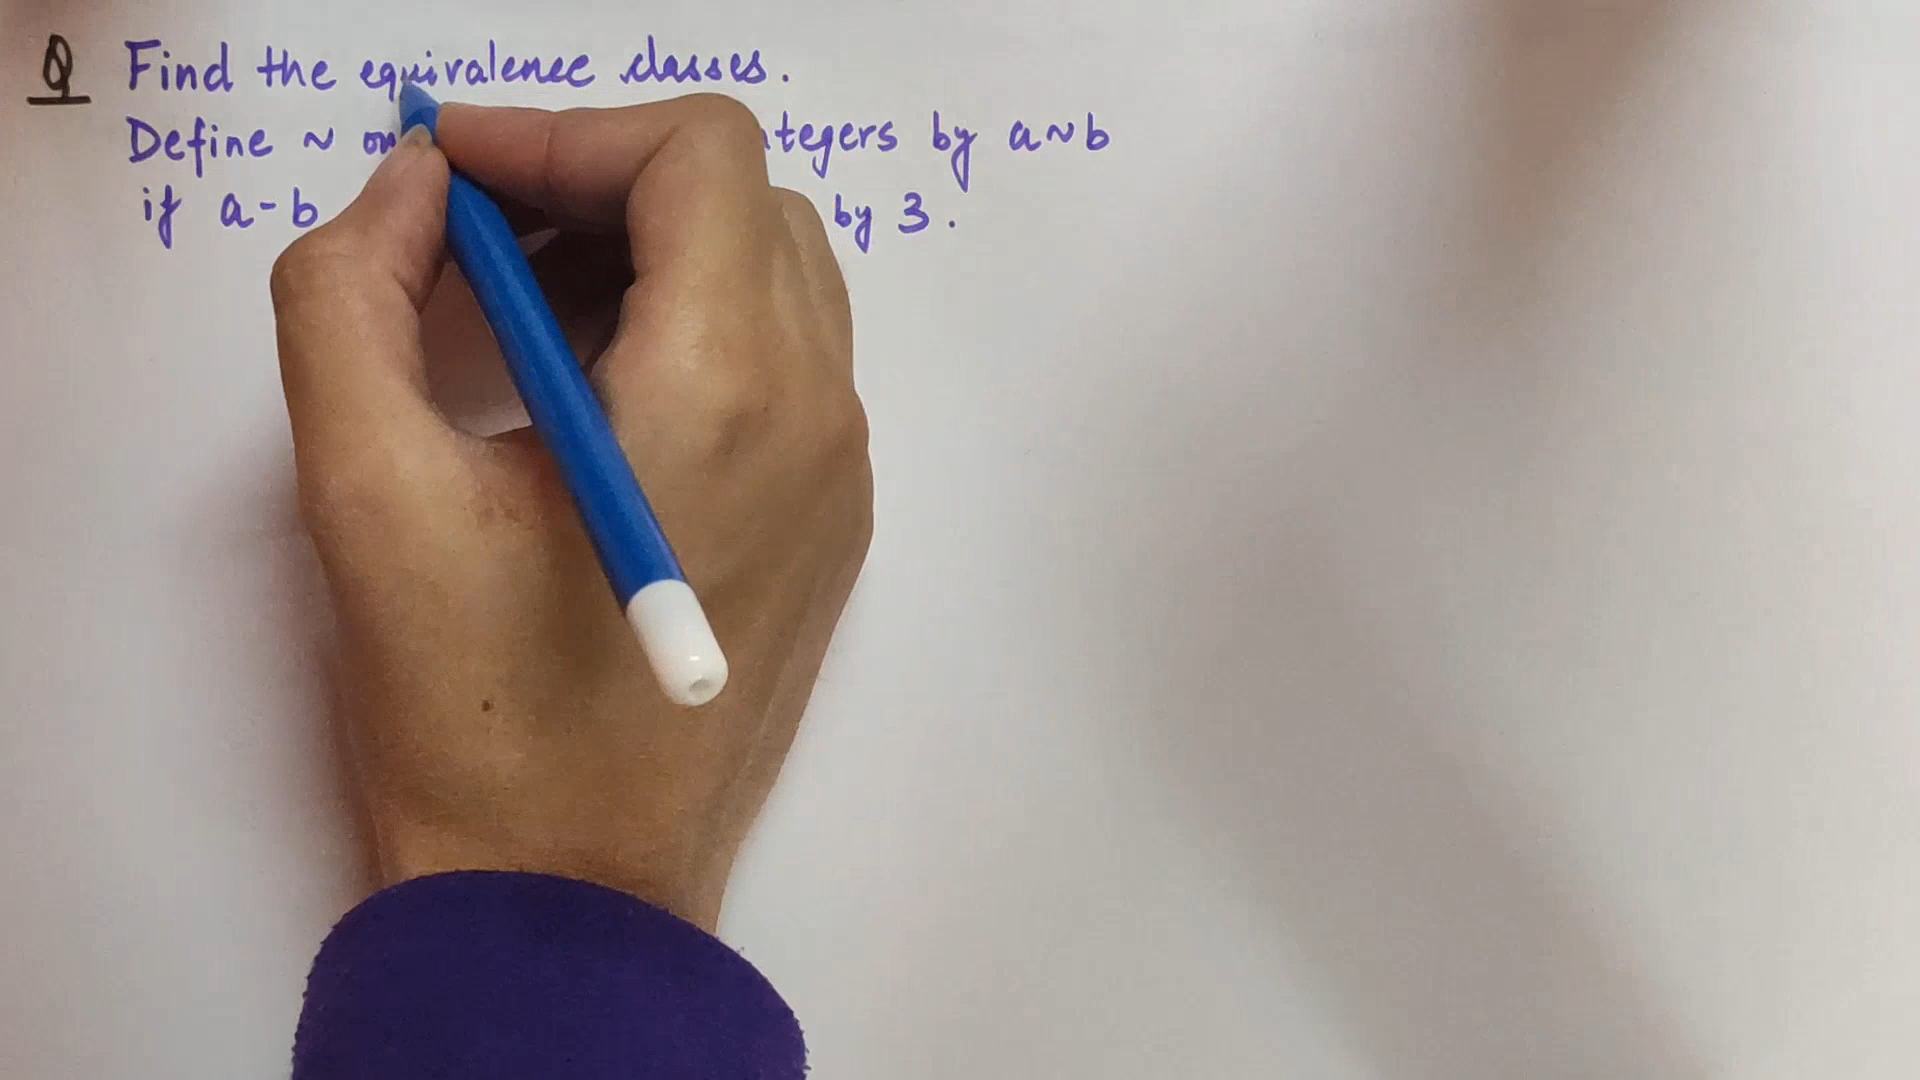 Q Find the equivalence classes.
Define ~ on tegers by a~b
if a-b by 3.